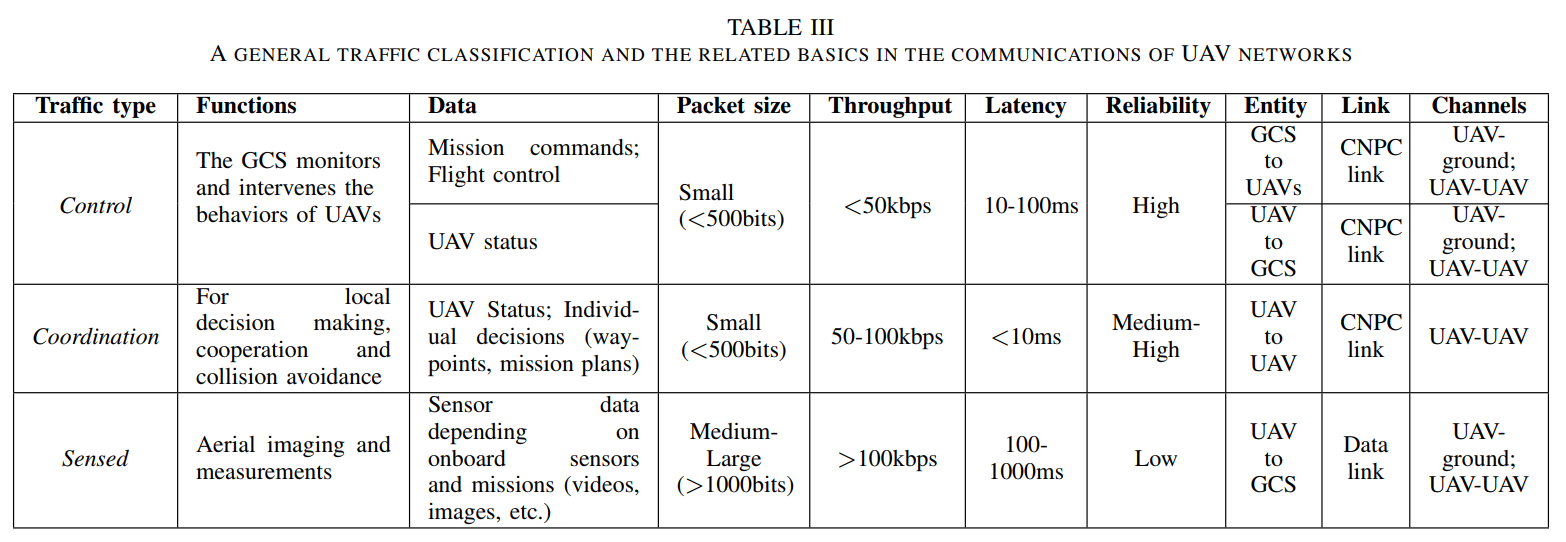 TABLE III
A GENERAL TRAFFIC CLASSIFICATION AND THE RELATED BASICS IN THE COMMUNICATIONS OF UAV NETWORKS
Traffic type Functions Data Packet size Throughput Latency Reliability Entity Link Channels
Control
The GCS monitors
and intervenes the
behaviors of UAVs
Mission commands;
Flight control
Small
(<500bits)
<50kbps
10-100ms
High
GCS
to
UAVs
CNPC
link
UAV-
ground;
UAV-UAV
UAV status
UAV
to
GCS
CNPC
link
UAV-
ground;
UAV-UAV
Coordination
For local
decision making,
cooperation and
collision avoidance
UAV Status; Individ-
ual decisions (way-
points, mission plans)
Small
(<500bits)
50-100kbps
<10ms
Medium-
High
UAV
to
UAV
CNPC
link
UAV-UAV
Sensed
Aerial imaging and
measurements
Sensor data
depending on
onboard sensors
and missions (videos,
images, etc.)
Medium-
Large
(>1000bits)
>100kbps
100-
1000ms
Low
UAV
to
GCS
Data
link
UAV-
ground;
UAV-UAV